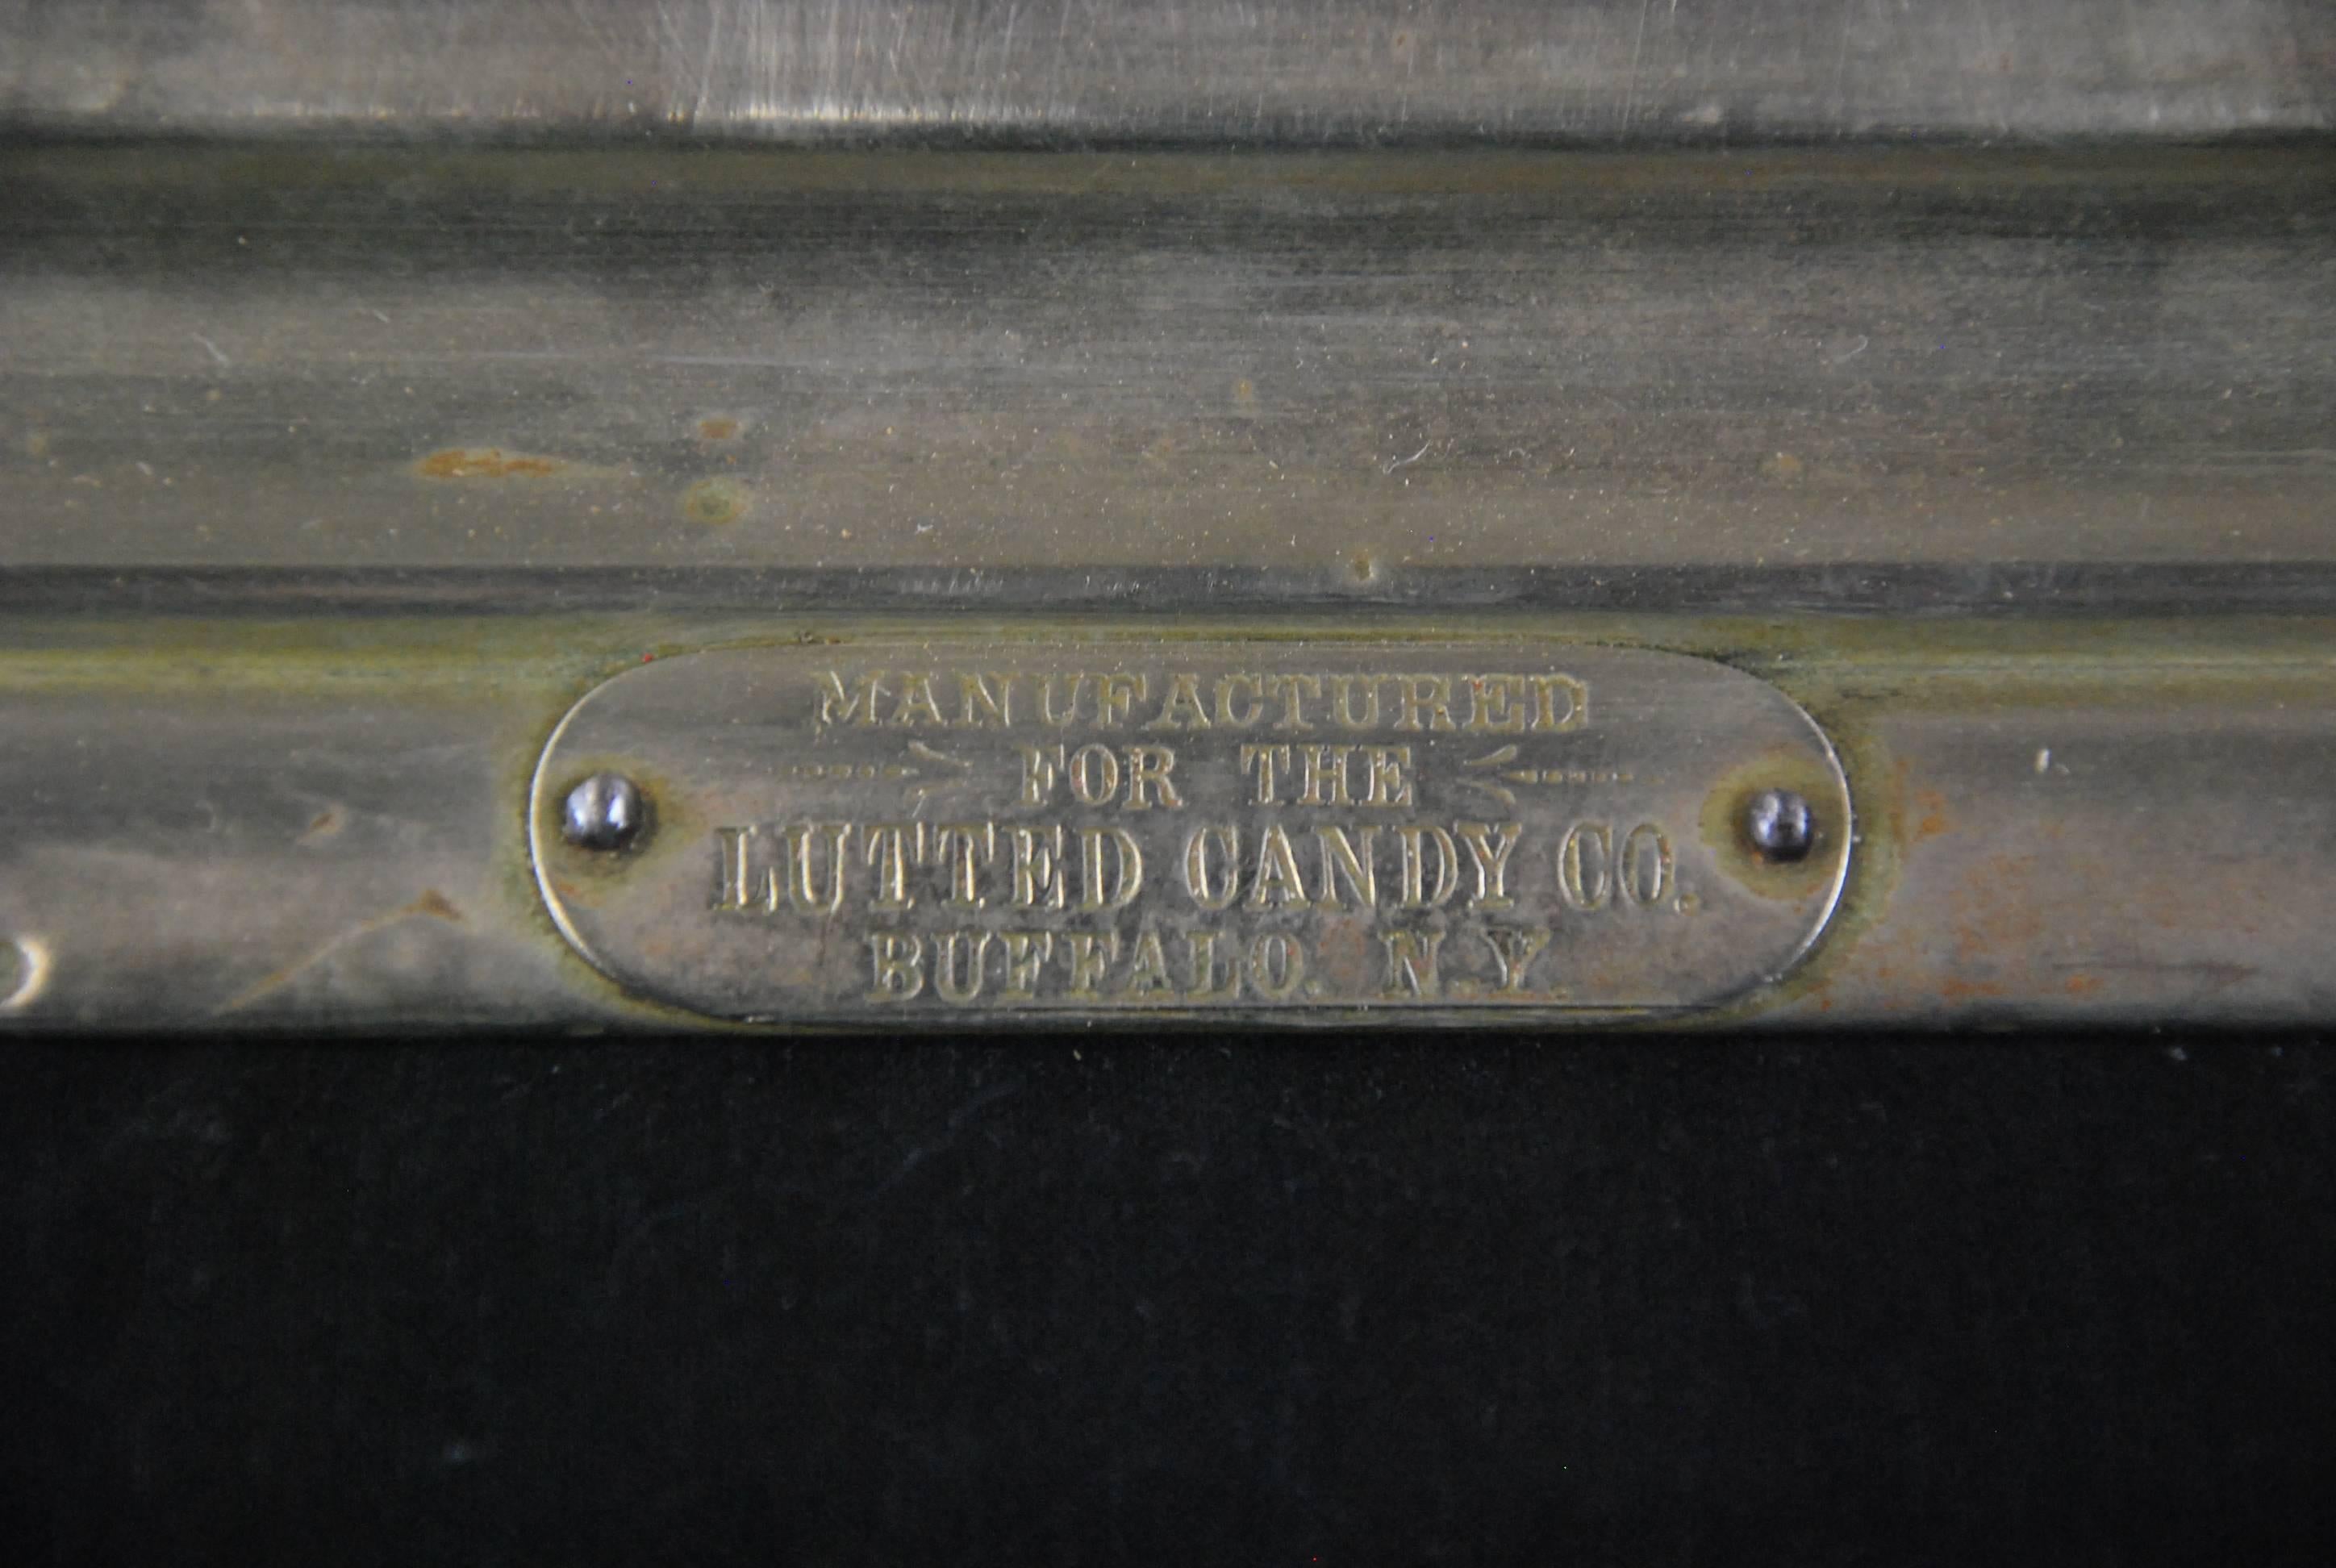 MANUFACTURED
FOR THE
LUTTED CANDY CO.
BUFFALO. N.Y.